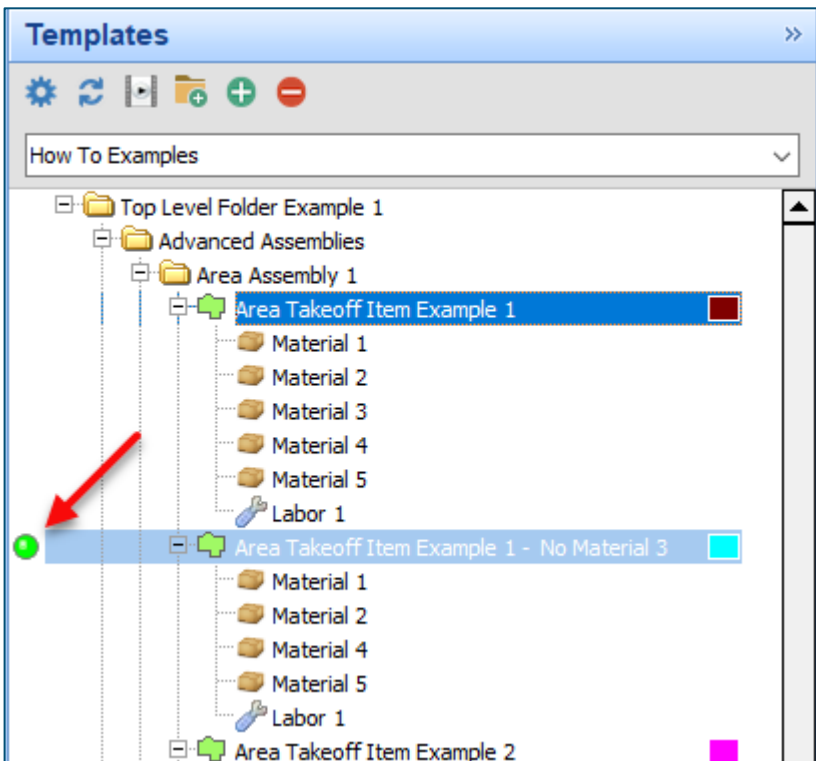 Templates
How To Examples
Top Level Folder Example 1
Advanced Assemblies
Area Assembly 1
Area Takeoff Item Example 1
Material 1
Material 2
Material 3
Material 4
Material 5
Labor 1
Area Takeoff Item Example 1 - No Material 3
Material 1
Material 2
Material 4
Material 5
Labor 1
Area Takeoff Item Example 2